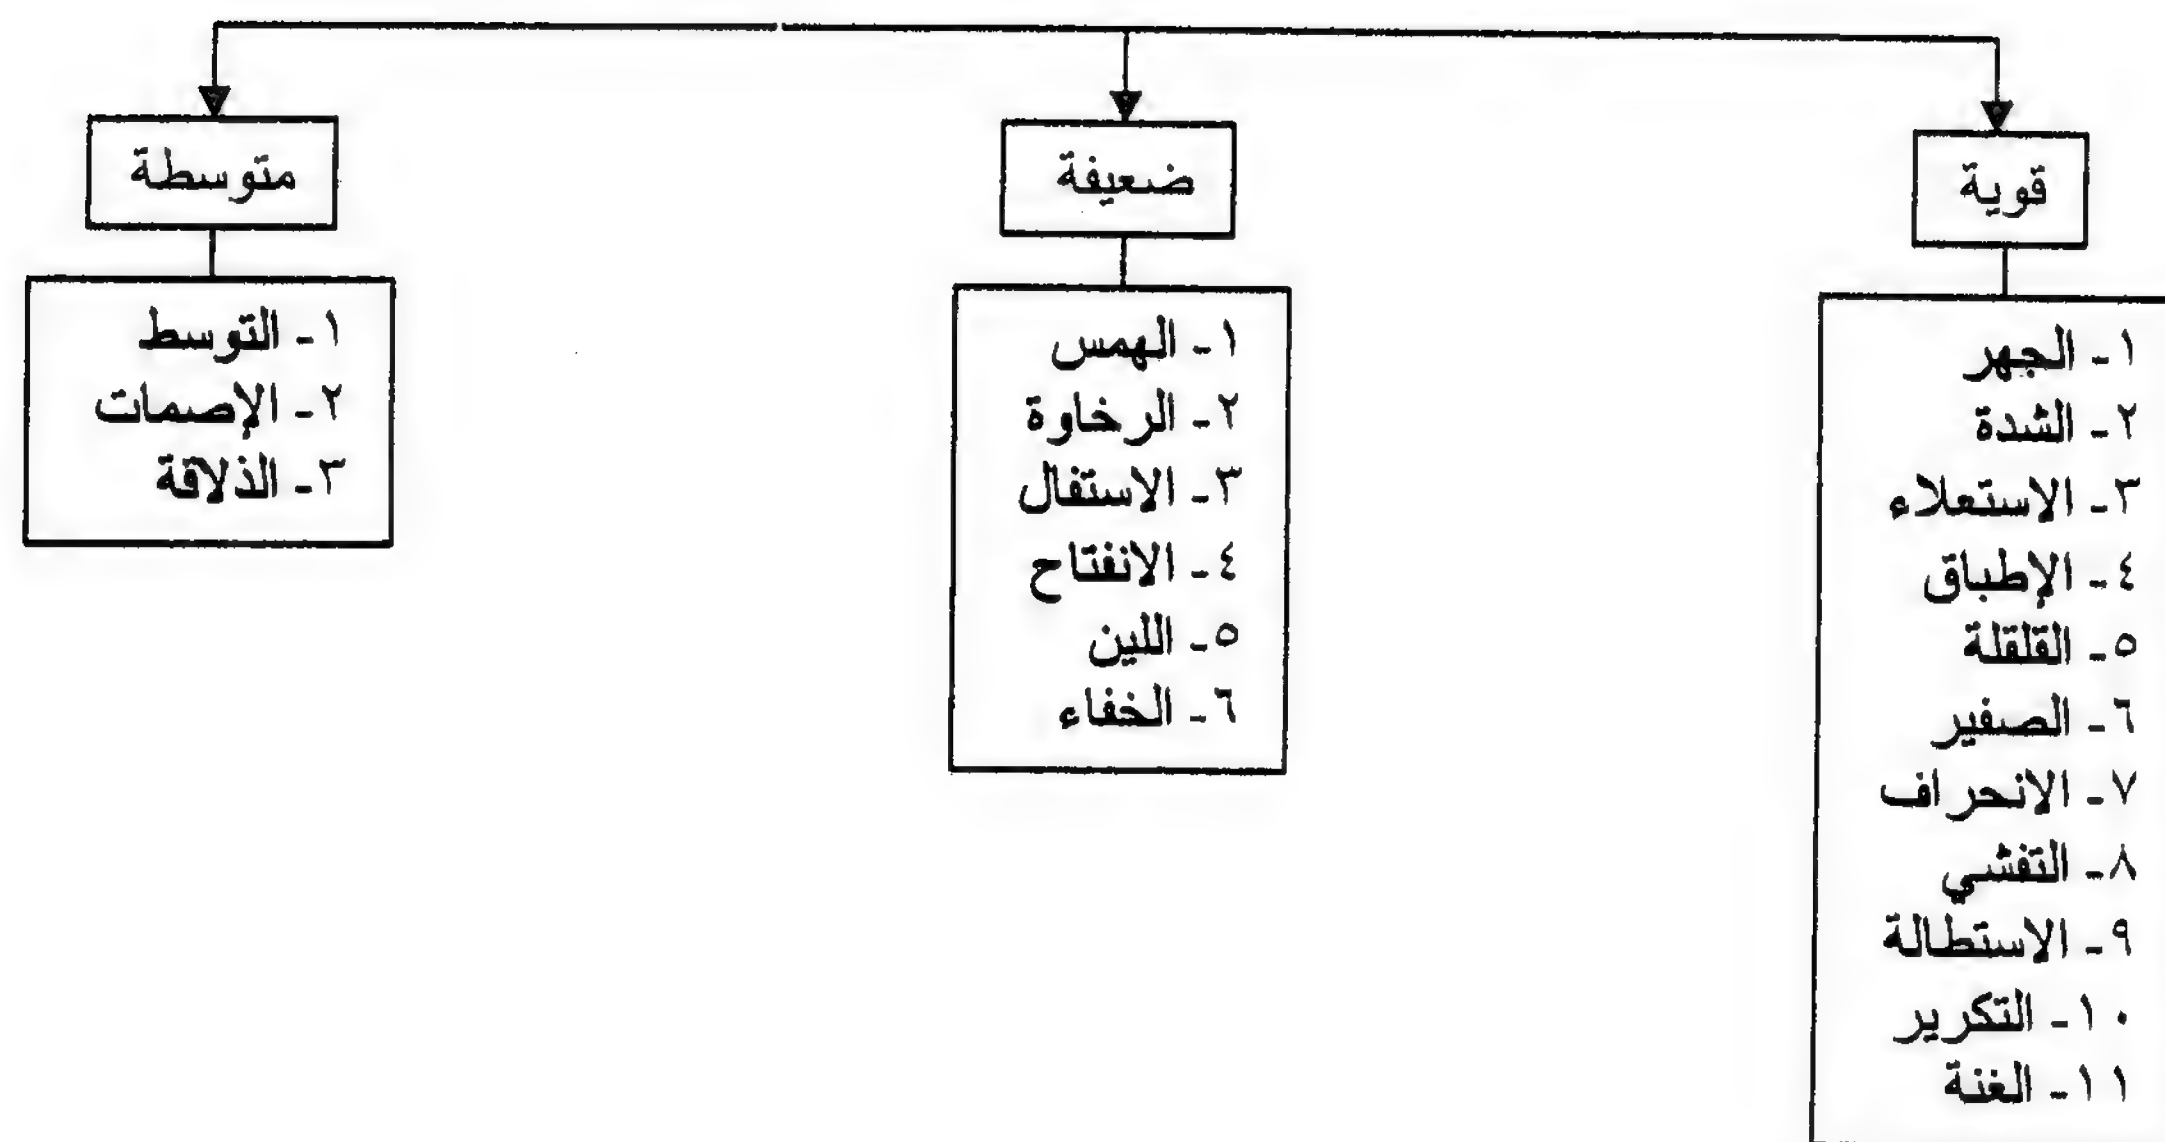 قوية
١- الجهر
٢- الشدة
٣- الاستعلاء
٤- الإطباق
٥- القلقلة
٦- الصفير
٧- الانحراف
٨- التفشي
٩- الاستطالة
١٠- التكرير
١١- الغنة
ضعيفة
١- الهمس
٢- الرخاوة
٣- الاستفال
٤- الانفتاح
٥- اللين
٦- الخفاء
متوسطة
١- التوسط
٢- الإصمات
٣- الذلاقة